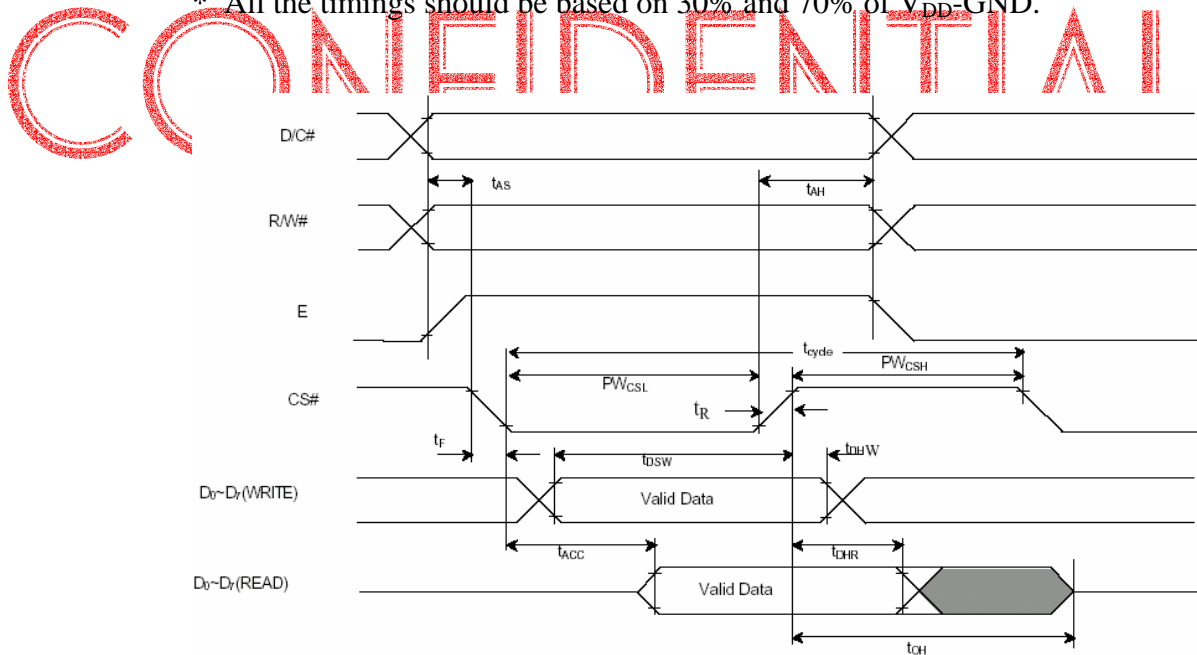 * All the timings should be based on 30% and 70% of VDD-GND.
CONFIDENTIAL
D/C#
tAS
tAH
R/W#
E
tcycle
PWCSL
PWCSH
CS#
tR
tF
tDSW
tDHW
D0~D7(WRITE)
Valid Data
tACC
tDHR
D0~D7(READ)
Valid Data
tOH